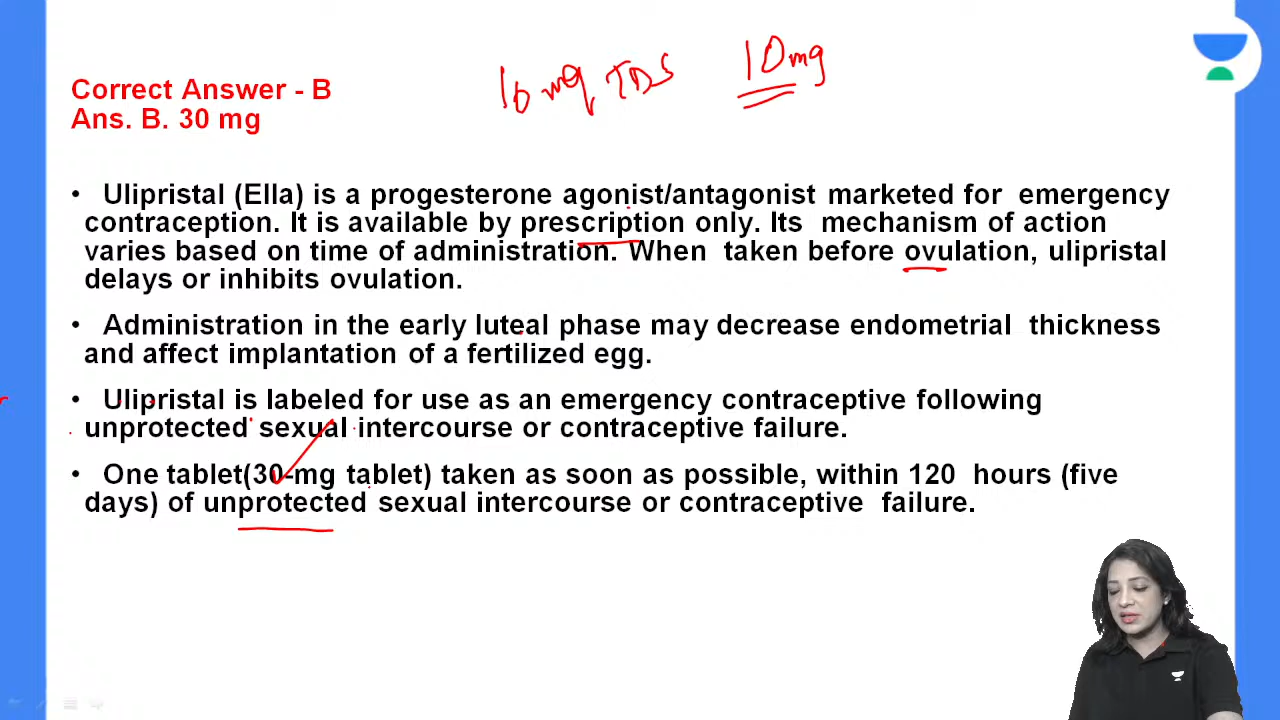 10 mg TDS 10mg
Correct Answer - B
Ans. B. 30 mg
• Ulipristal (Ella) is a progesterone agonist/antagonist marketed for emergency
contraception. It is available by prescription only. Its mechanism of action
varies based on time of administration. When taken before ovulation, ulipristal
delays or inhibits ovulation.
• Administration in the early luteal phase may decrease endometrial thickness
and affect implantation of a fertilized egg.
• Ulipristal is labeled for use as an emergency contraceptive following
unprotected sexual intercourse or contraceptive failure.
• One tablet(30-mg tablet) taken as soon as possible, within 120 hours (five
days) of unprotected sexual intercourse or contraceptive failure.